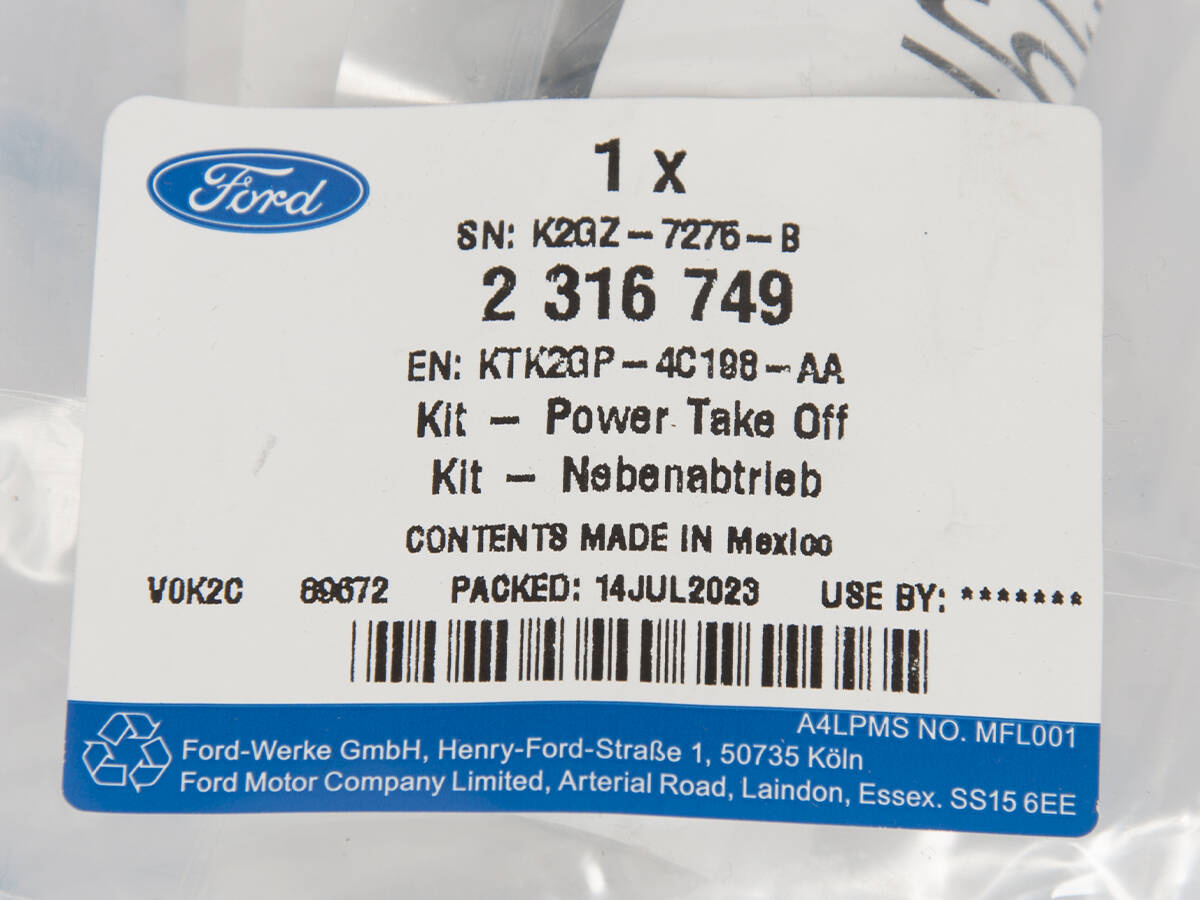 Ford
1 x
SN: K2GZ-7275-B
2 316 749
EN: KTK2GP-4C198-AA
Kit - Power Take Off
Kit - Nebenabtrieb
CONTENTS MADE IN Mexico
V0K2C 89672 PACKED: 14JUL2023 USE BY: *******
A4LPMS NO. MFL001
Ford-Werke GmbH, Henry-Ford-Straße 1, 50735 Köln
Ford Motor Company Limited, Arterial Road, Laindon, Essex. SS15 6EE